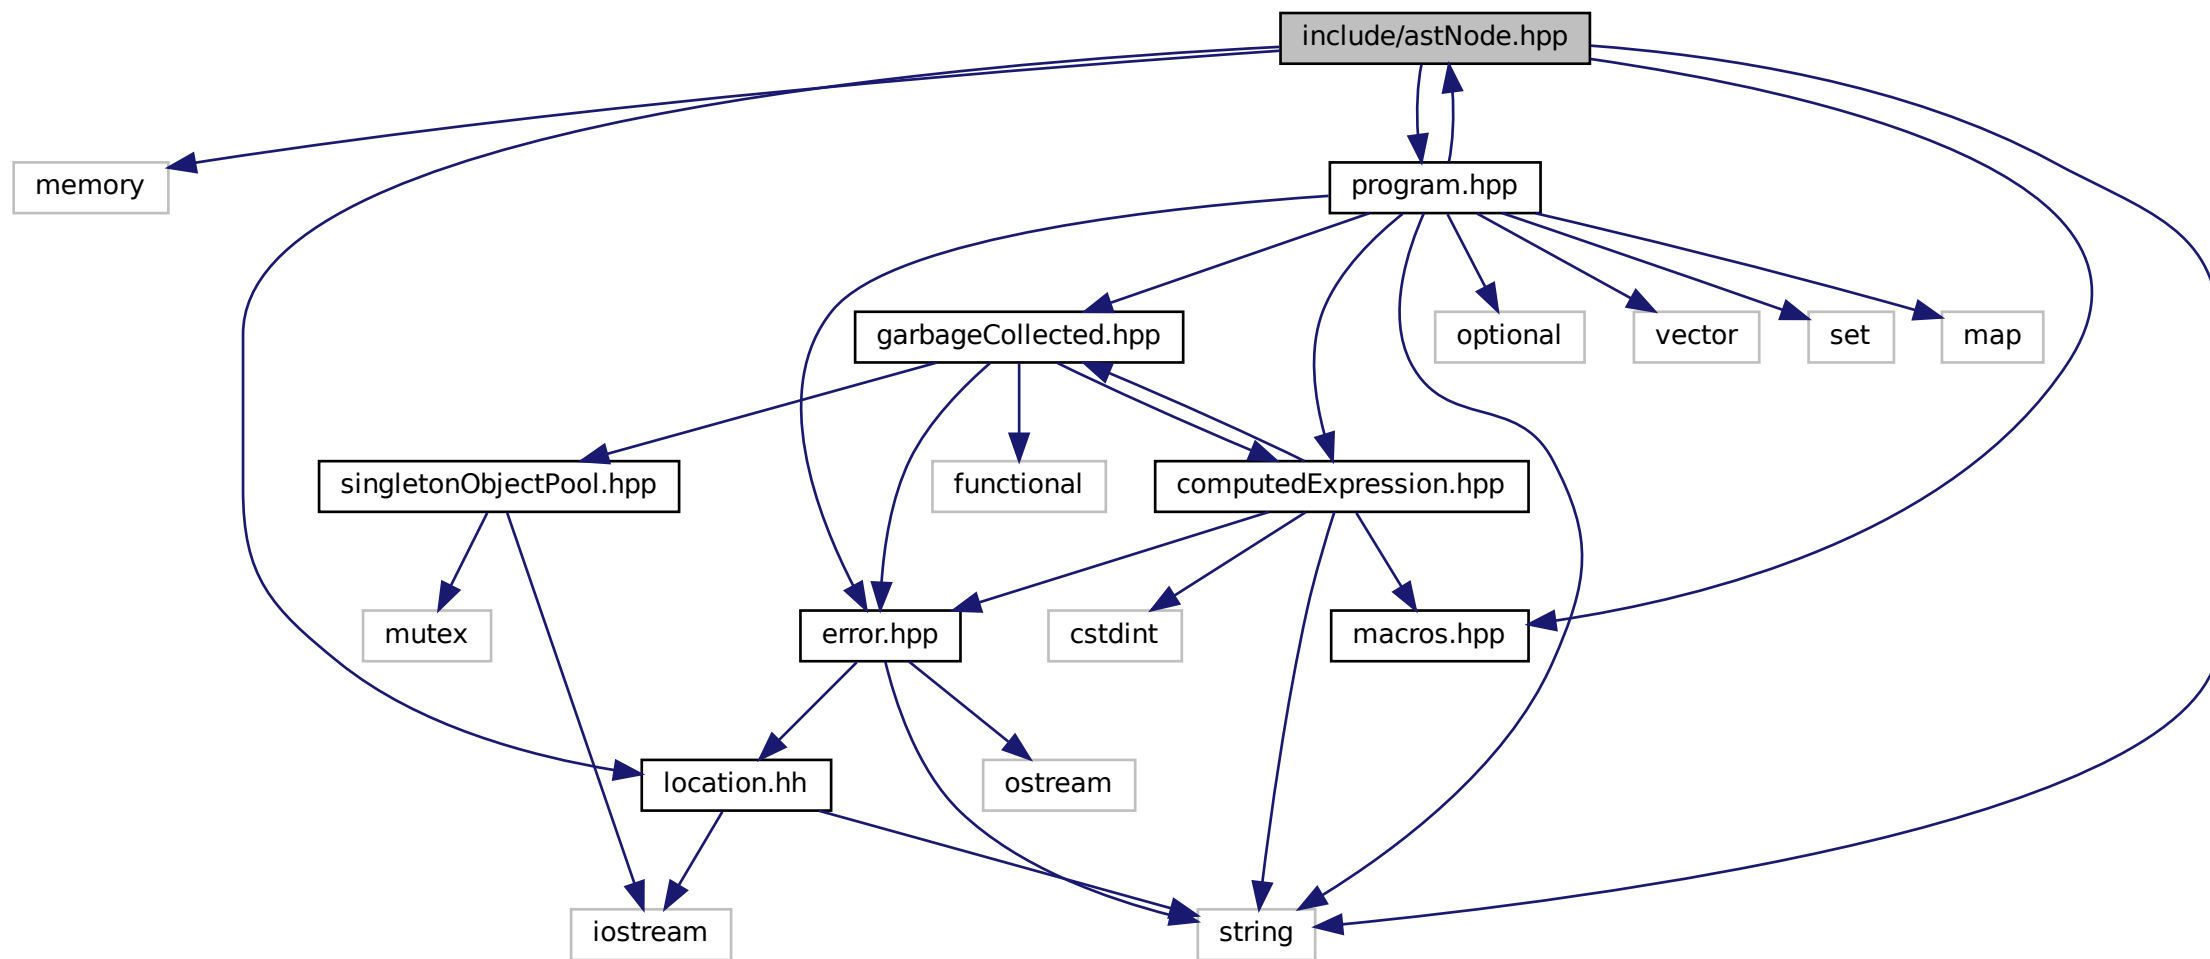 include/astNode.hpp
memory
program.hpp
garbageCollected.hpp
optional
vector
set
map
singletonObjectPool.hpp
functional
computedExpression.hpp
mutex
error.hpp
cstdint
macros.hpp
location.hh
ostream
iostream
string